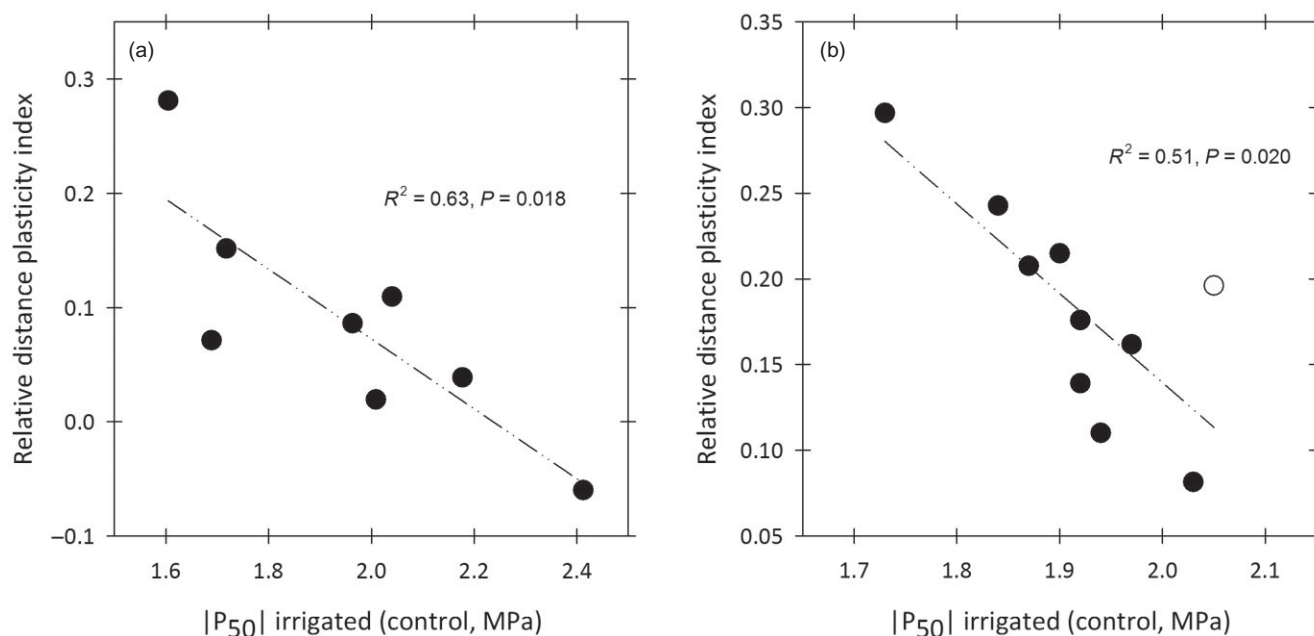 (a)
Relative distance plasticity index
0.3
0.2
0.1
0.0
–0.1
R² = 0.63, P = 0.018
1.6 1.8 2.0 2.2 2.4
|P₅₀| irrigated (control, MPa)
(b)
Relative distance plasticity index
0.35
0.30
0.25
0.20
0.15
0.10
0.05
R² = 0.51, P = 0.020
1.7 1.8 1.9 2.0 2.1
|P₅₀| irrigated (control, MPa)